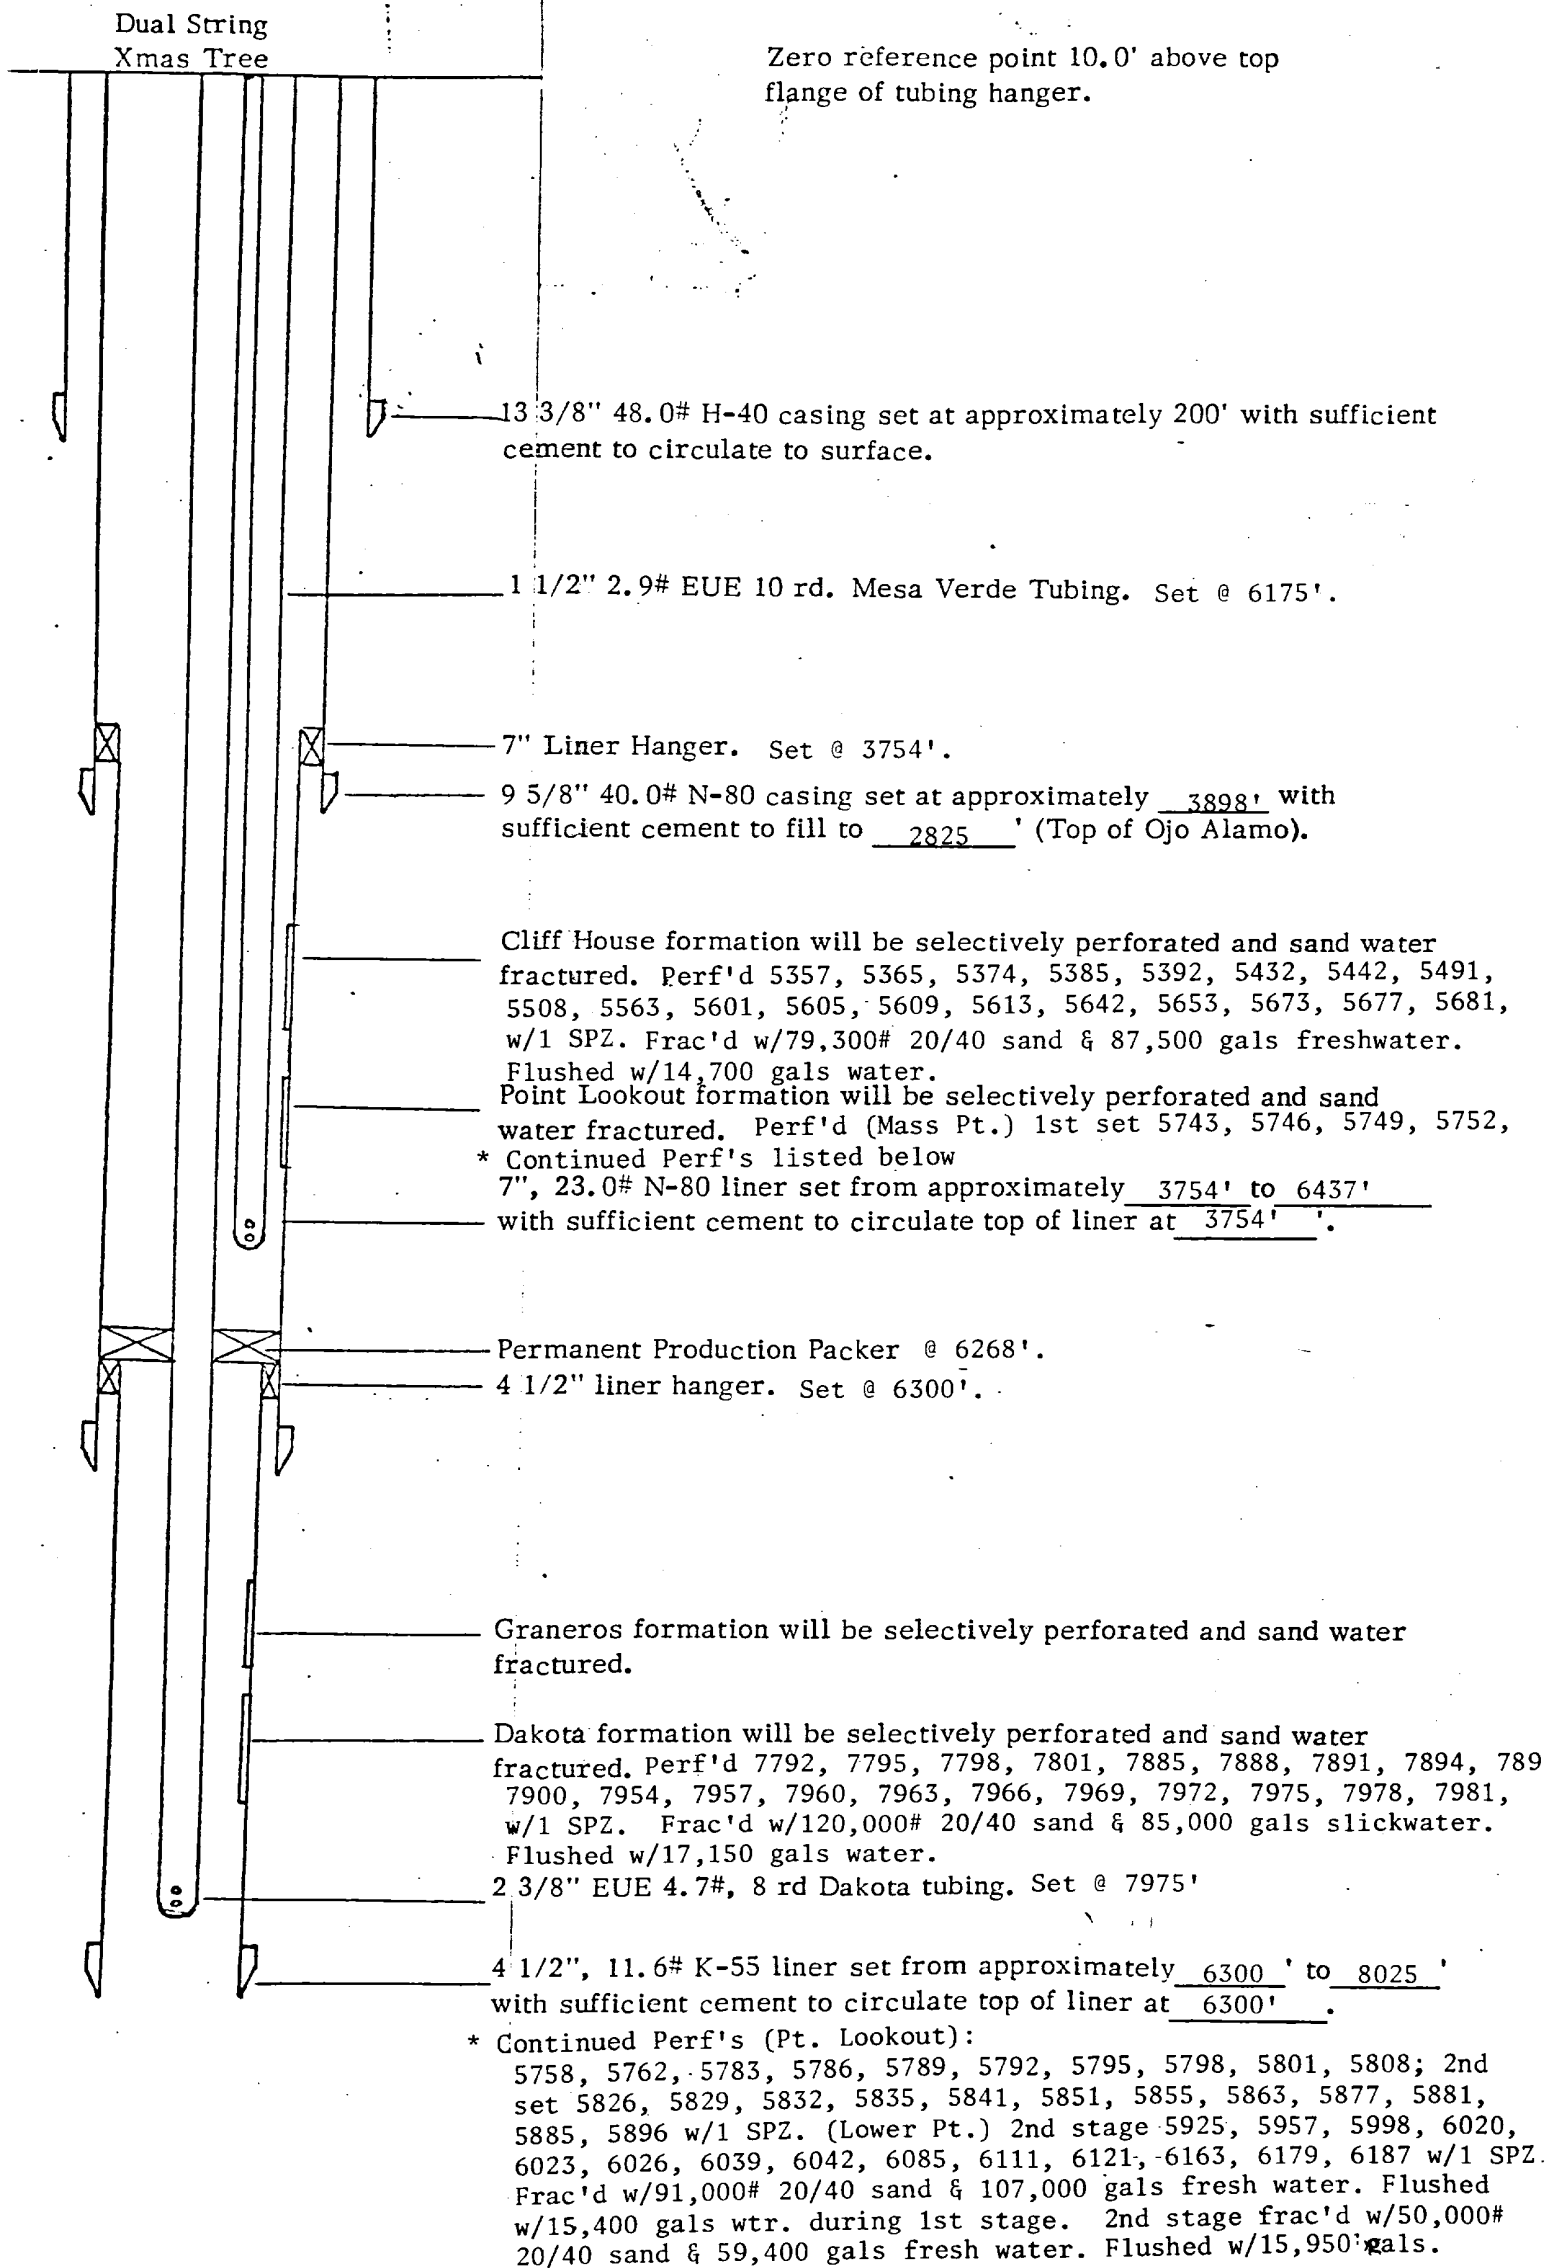 Dual String
Xmas Tree
Zero reference point 10.0' above top
flange of tubing hanger.
13 3/8" 48.0# H-40 casing set at approximately 200' with sufficient
cement to circulate to surface.
1 1/2" 2.9# EUE 10 rd. Mesa Verde Tubing. Set @ 6175'.
7" Liner Hanger. Set @ 3754'.
9 5/8" 40.0# N-80 casing set at approximately 3898' with
sufficient cement to fill to 2825 ' (Top of Ojo Alamo).
Cliff House formation will be selectively perforated and sand water
fractured. Perf'd 5357, 5365, 5374, 5385, 5392, 5432, 5442, 5491,
5508, 5563, 5601, 5605, 5609, 5613, 5642, 5653, 5673, 5677, 5681,
w/1 SPZ. Frac'd w/79,300# 20/40 sand & 87,500 gals freshwater.
Flushed w/14,700 gals water.
Point Lookout formation will be selectively perforated and sand
water fractured. Perf'd (Mass Pt.) 1st set 5743, 5746, 5749, 5752,
* Continued Perf's listed below
7", 23.0# N-80 liner set from approximately 3754' to 6437'
with sufficient cement to circulate top of liner at 3754' '.
Permanent Production Packer @ 6268'.
4 1/2" liner hanger. Set @ 6300'.
Graneros formation will be selectively perforated and sand water
fractured.
Dakota formation will be selectively perforated and sand water
fractured. Perf'd 7792, 7795, 7798, 7801, 7885, 7888, 7891, 7894, 789
7900, 7954, 7957, 7960, 7963, 7966, 7969, 7972, 7975, 7978, 7981,
w/1 SPZ. Frac'd w/120,000# 20/40 sand & 85,000 gals slickwater.
Flushed w/17,150 gals water.
2 3/8" EUE 4.7#, 8 rd Dakota tubing. Set @ 7975'
4 1/2", 11.6# K-55 liner set from approximately 6300 ' to 8025 '
with sufficient cement to circulate top of liner at 6300' .
* Continued Perf's (Pt. Lookout):
5758, 5762, 5783, 5786, 5789, 5792, 5795, 5798, 5801, 5808; 2nd
set 5826, 5829, 5832, 5835, 5841, 5851, 5855, 5863, 5877, 5881,
5885, 5896 w/1 SPZ. (Lower Pt.) 2nd stage 5925, 5957, 5998, 6020,
6023, 6026, 6039, 6042, 6085, 6111, 6121, 6163, 6179, 6187 w/1 SPZ.
Frac'd w/91,000# 20/40 sand & 107,000 gals fresh water. Flushed
w/15,400 gals wtr. during 1st stage. 2nd stage frac'd w/50,000#
20/40 sand & 59,400 gals fresh water. Flushed w/15,950 gals.